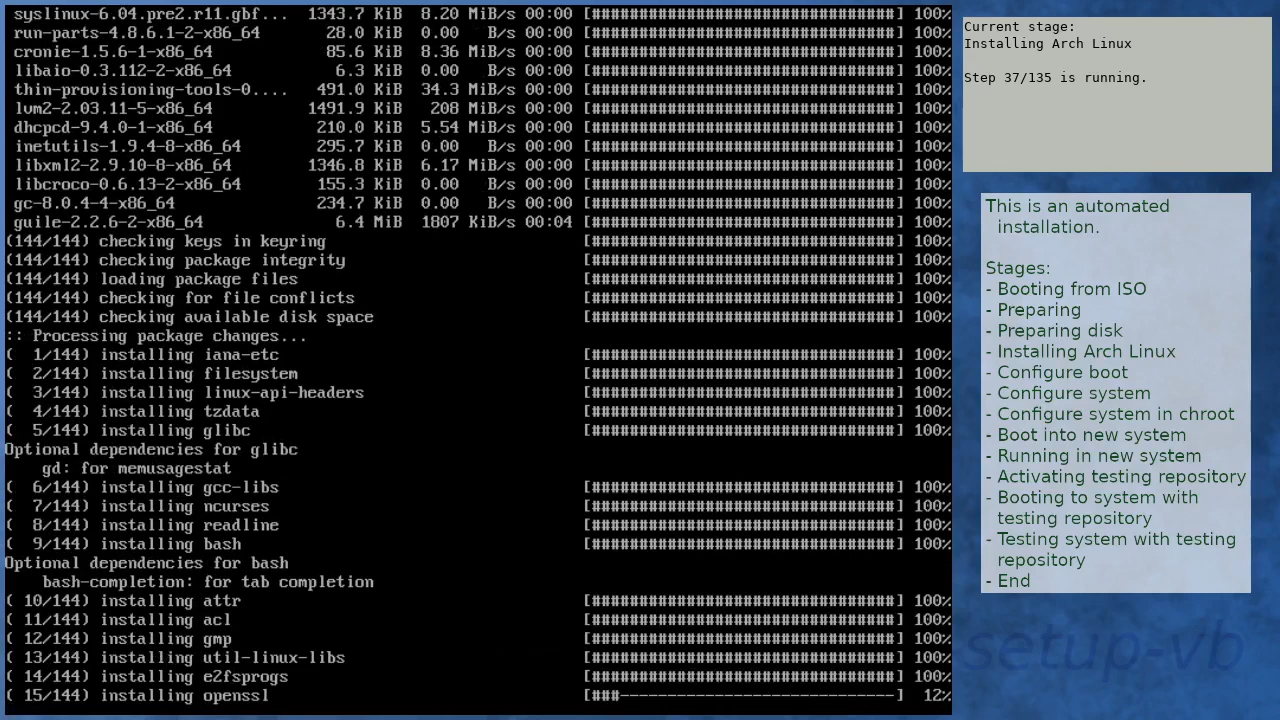 syslinux-6.04.pre2.r11.gbf... 1343.7 KiB 8.20 MiB/s 00:00 [################################] 100%
run-parts-4.8.6.1-2-x86_64 28.0 KiB 0.00 B/s 00:00 [################################] 100%
cronie-1.5.6-1-x86_64 85.6 KiB 8.36 MiB/s 00:00 [################################] 100%
libaio-0.3.112-2-x86_64 6.3 KiB 0.00 B/s 00:00 [################################] 100%
thin-provisioning-tools-0.... 491.0 KiB 34.3 MiB/s 00:00 [################################] 100%
lvm2-2.03.11-5-x86_64 1491.9 KiB 208 MiB/s 00:00 [################################] 100%
dhcpcd-9.4.0-1-x86_64 210.0 KiB 5.54 MiB/s 00:00 [################################] 100%
inetutils-1.9.4-8-x86_64 295.7 KiB 0.00 B/s 00:00 [################################] 100%
libxml2-2.9.10-8-x86_64 1346.8 KiB 6.17 MiB/s 00:00 [################################] 100%
libcroco-0.6.13-2-x86_64 155.3 KiB 0.00 B/s 00:00 [################################] 100%
gc-8.0.4-4-x86_64 234.7 KiB 0.00 B/s 00:00 [################################] 100%
guile-2.2.6-2-x86_64 6.4 MiB 1807 KiB/s 00:04 [################################] 100%
(144/144) checking keys in keyring [################################] 100%
(144/144) checking package integrity [################################] 100%
(144/144) loading package files [################################] 100%
(144/144) checking for file conflicts [################################] 100%
(144/144) checking available disk space [################################] 100%
:: Processing package changes...
( 1/144) installing iana-etc [################################] 100%
( 2/144) installing filesystem [################################] 100%
( 3/144) installing linux-api-headers [################################] 100%
( 4/144) installing tzdata [################################] 100%
( 5/144) installing glibc [################################] 100%
Optional dependencies for glibc
gd: for memusagestat
( 6/144) installing gcc-libs [################################] 100%
( 7/144) installing ncurses [################################] 100%
( 8/144) installing readline [################################] 100%
( 9/144) installing bash [################################] 100%
Optional dependencies for bash
bash-completion: for tab completion
( 10/144) installing attr [################################] 100%
( 11/144) installing acl [################################] 100%
( 12/144) installing gmp [################################] 100%
( 13/144) installing util-linux-libs [################################] 100%
( 14/144) installing e2fsprogs [################################] 100%
( 15/144) installing openssl [###-----------------------------] 12%
Current stage:
Installing Arch Linux
Step 37/135 is running.
This is an automated
installation.
Stages:
- Booting from ISO
- Preparing
- Preparing disk
- Installing Arch Linux
- Configure boot
- Configure system
- Configure system in chroot
- Boot into new system
- Running in new system
- Activating testing repository
- Booting to system with
testing repository
- Testing system with testing
repository
- End
setup-vb